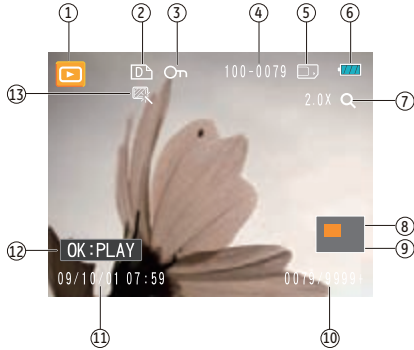 ① ② ③ ④ ⑤ ⑥
D 100-0079
⑬ 2.0X ⑦
⑧
⑫ OK:PLAY ⑨
09/10/01 07:59 0079/9999+
⑪ ⑩